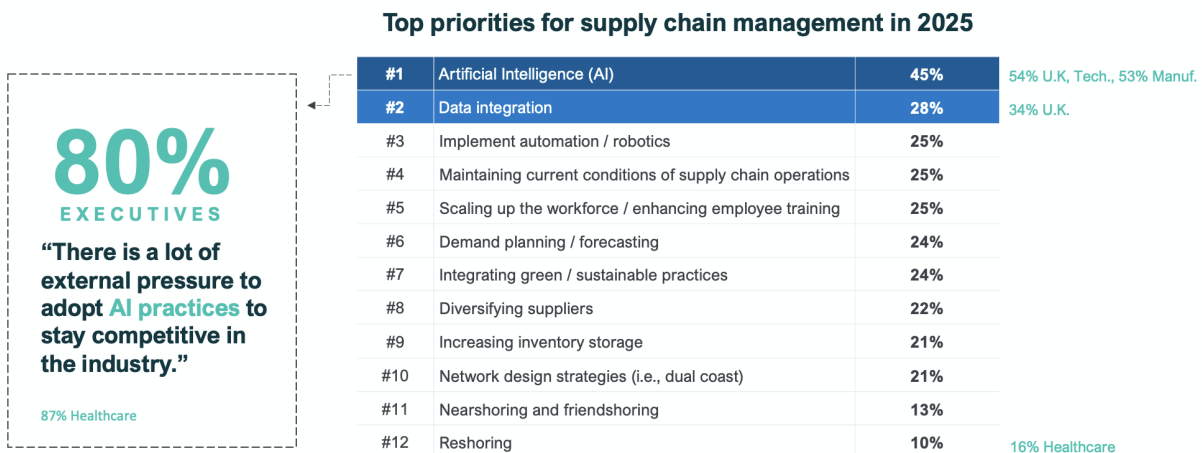 Top priorities for supply chain management in 2025
80%
EXECUTIVES
“There is a lot of
external pressure to
adopt AI practices to
stay competitive in
the industry.”
87% Healthcare
#1 Artificial Intelligence (AI) 45% 54% U.K, Tech., 53% Manuf.
#2 Data integration 28% 34% U.K.
#3 Implement automation / robotics 25%
#4 Maintaining current conditions of supply chain operations 25%
#5 Scaling up the workforce / enhancing employee training 25%
#6 Demand planning / forecasting 24%
#7 Integrating green / sustainable practices 24%
#8 Diversifying suppliers 22%
#9 Increasing inventory storage 21%
#10 Network design strategies (i.e., dual coast) 21%
#11 Nearshoring and friendshoring 13%
#12 Reshoring 10% 16% Healthcare